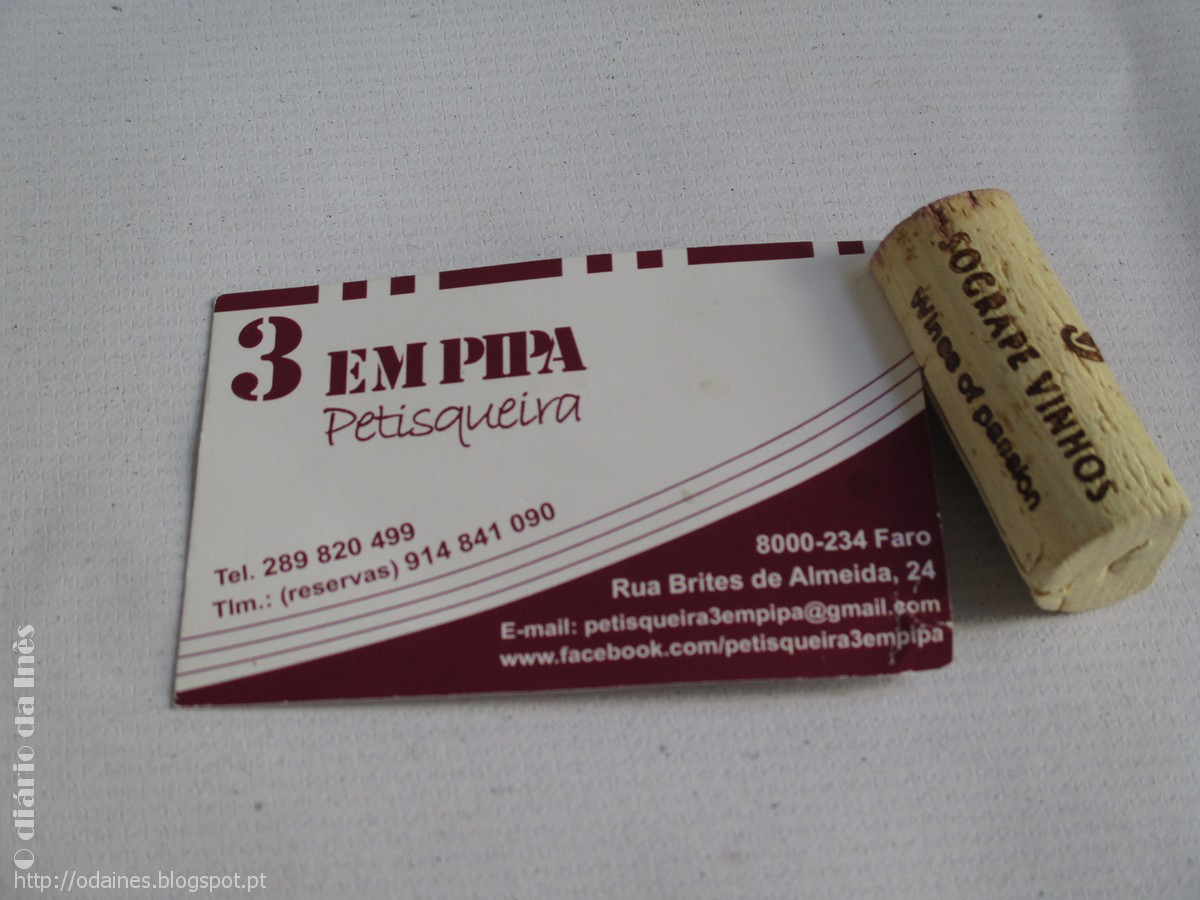 3 EM PIPA
Petisqueira
Tel. 289 820 499
Tlm.: (reservas) 914 841 090
8000-234 Faro
Rua Brites de Almeida, 24
E-mail: petisqueira3empipa@gmail.com
www.facebook.com/petisqueira3empipa
SOGRAPE VINHOS
Wines of passion
O diário da Inês
http://odaines.blogspot.pt